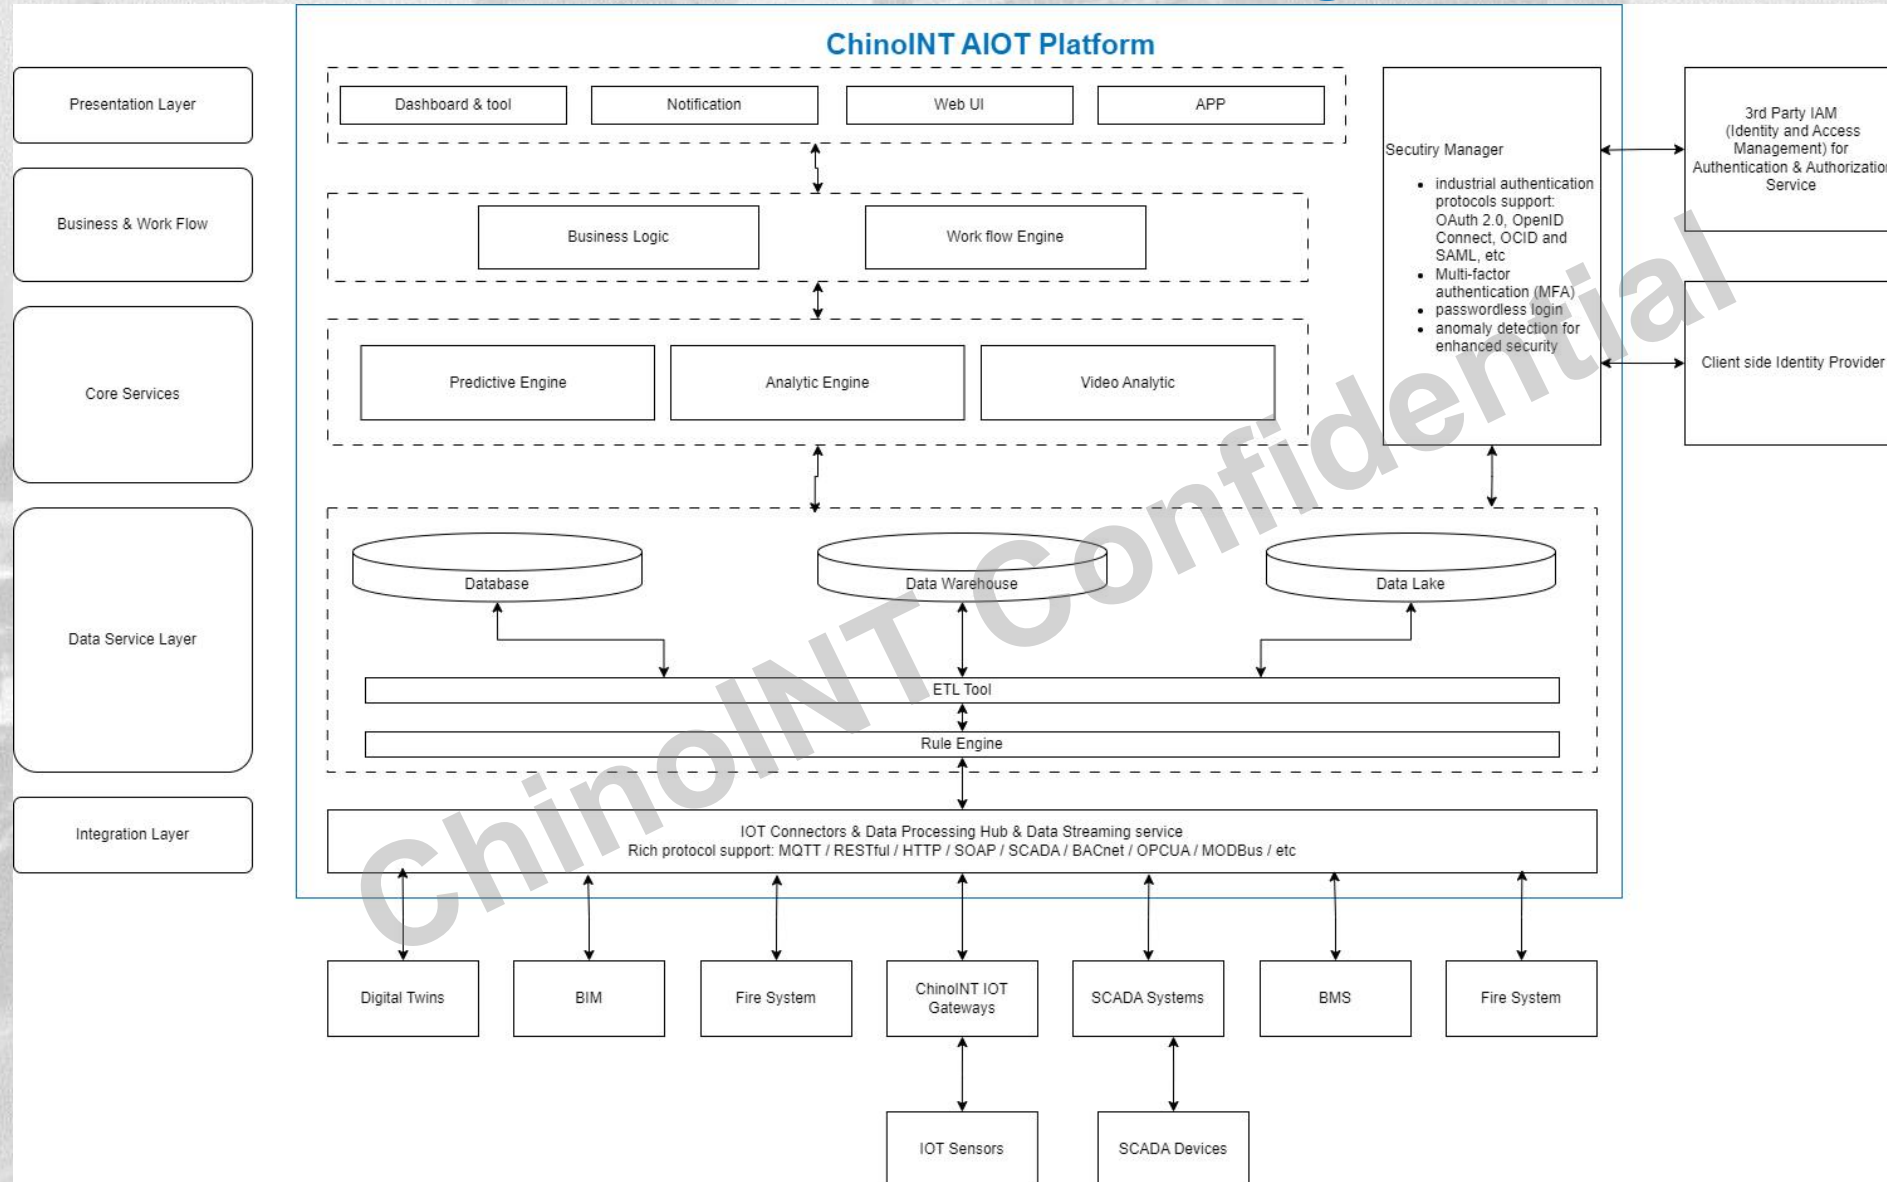 ChinoINT AIOT Platform
Presentation Layer
Dashboard & tool
Notification
Web UI
APP
Business & Work Flow
Business Logic
Work flow Engine
Core Services
Predictive Engine
Analytic Engine
Video Analytic
Secutiry Manager
industrial authentication
protocols support:
OAuth 2.0, OpenID
Connect, OCID and
SAML, etc
Multi-factor
authentication (MFA)
passwordless login
anomaly detection for
enhanced security
3rd Party IAM
(Identity and Access
Management) for
Authentication & Authorization
Service
Client side Identity Provider
Data Service Layer
Database
Data Warehouse
Data Lake
ETL Tool
Rule Engine
Integration Layer
IOT Connectors & Data Processing Hub & Data Streaming service
Rich protocol support: MQTT / RESTful / HTTP / SOAP / SCADA / BACnet / OPCUA / MODBus / etc
Digital Twins
BIM
Fire System
ChinoINT IOT
Gateways
SCADA Systems
BMS
Fire System
IOT Sensors
SCADA Devices
ChinoINT Confidential